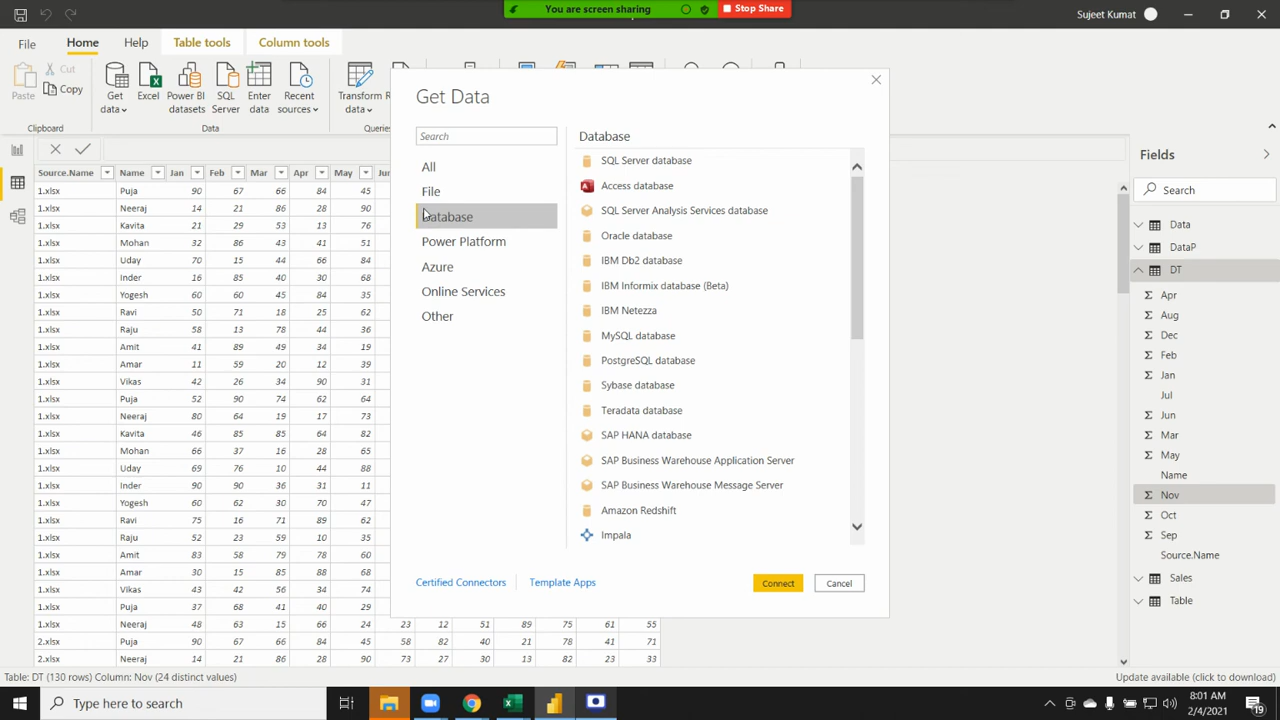 You are screen sharing
Stop Share
Sujeet Kumat
File
Home
Help
Table tools
Column tools
Paste
Cut
Copy
Clipboard
Get data
Excel
Power BI datasets
SQL Server
Enter data
Recent sources
Data
Transform data
Queries
Get Data
Search
All
File
Database
Power Platform
Azure
Online Services
Other
Database
SQL Server database
Access database
SQL Server Analysis Services database
Oracle database
IBM Db2 database
IBM Informix database (Beta)
IBM Netezza
MySQL database
PostgreSQL database
Sybase database
Teradata database
SAP HANA database
SAP Business Warehouse Application Server
SAP Business Warehouse Message Server
Amazon Redshift
Impala
Certified Connectors
Template Apps
Connect
Cancel
Source.Name Name Jan Feb Mar Apr May
1.xlsx Puja 90 67 66 84 45
1.xlsx Neeraj 14 21 86 28 90
1.xlsx Kavita 21 29 53 13 76
1.xlsx Mohan 32 86 43 41 51
1.xlsx Uday 70 15 44 66 84
1.xlsx Inder 16 85 40 30 68
1.xlsx Yogesh 60 60 45 84 35
1.xlsx Ravi 50 71 18 25 62
1.xlsx Raju 58 13 78 44 36
1.xlsx Amit 41 89 49 34 19
1.xlsx Amar 11 59 20 12 39
1.xlsx Vikas 42 26 34 90 31
1.xlsx Puja 52 90 74 62 64
1.xlsx Neeraj 80 64 19 17 73
1.xlsx Kavita 46 85 85 64 82
1.xlsx Mohan 66 37 16 28 65
1.xlsx Uday 69 76 10 44 88
1.xlsx Inder 90 90 36 31 11
1.xlsx Yogesh 60 62 30 70 47
1.xlsx Ravi 75 16 71 89 62
1.xlsx Raju 52 23 59 10 35
1.xlsx Amit 83 58 79 78 60
1.xlsx Amar 30 15 85 88 68
1.xlsx Vikas 43 42 56 34 74
1.xlsx Puja 37 68 41 40 29
1.xlsx Neeraj 48 63 15 66 24 23 12 51 89 75 61 55
2.xlsx Puja 90 67 66 84 45 58 82 40 21 78 41 71
2.xlsx Neeraj 14 21 86 28 90 73 27 30 13 82 23 33
Fields
Search
Data
DataP
DT
Apr
Aug
Dec
Feb
Jan
Jul
Jun
Mar
May
Name
Nov
Oct
Sep
Source.Name
Sales
Table
Table: DT (130 rows) Column: Nov (24 distinct values)
Update available (click to download)
Type here to search
8:01 AM
2/4/2021
19